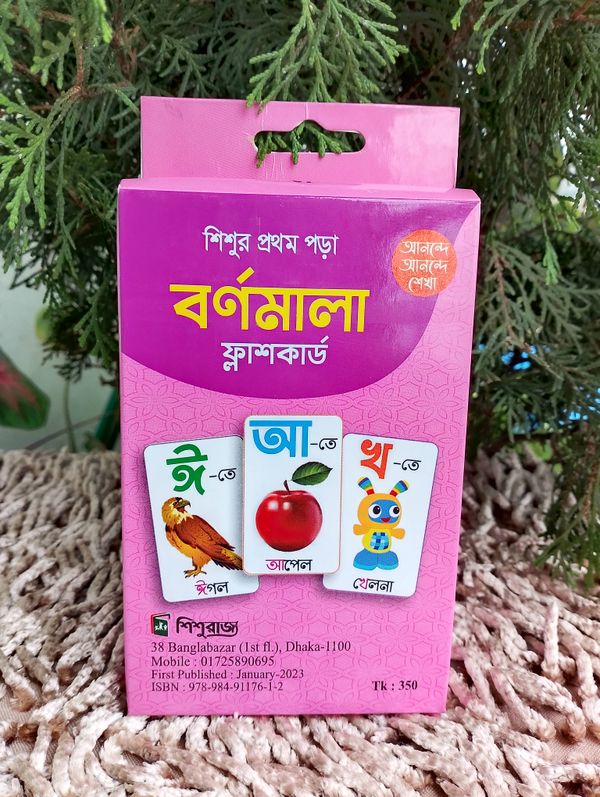 শিশুর প্রথম পড়া
আনন্দে
আনন্দে
শেখা
বর্ণমালা
ফ্লাশকার্ড
ঈ-তে
ঈগল
আ-তে
আপেল
খ-তে
খেলনা
শিশুরাজ্য
38 Banglabazar (1st fl.), Dhaka-1100
Mobile : 01725890695
First Published : January-2023
ISBN : 978-984-91176-1-2
Tk : 350